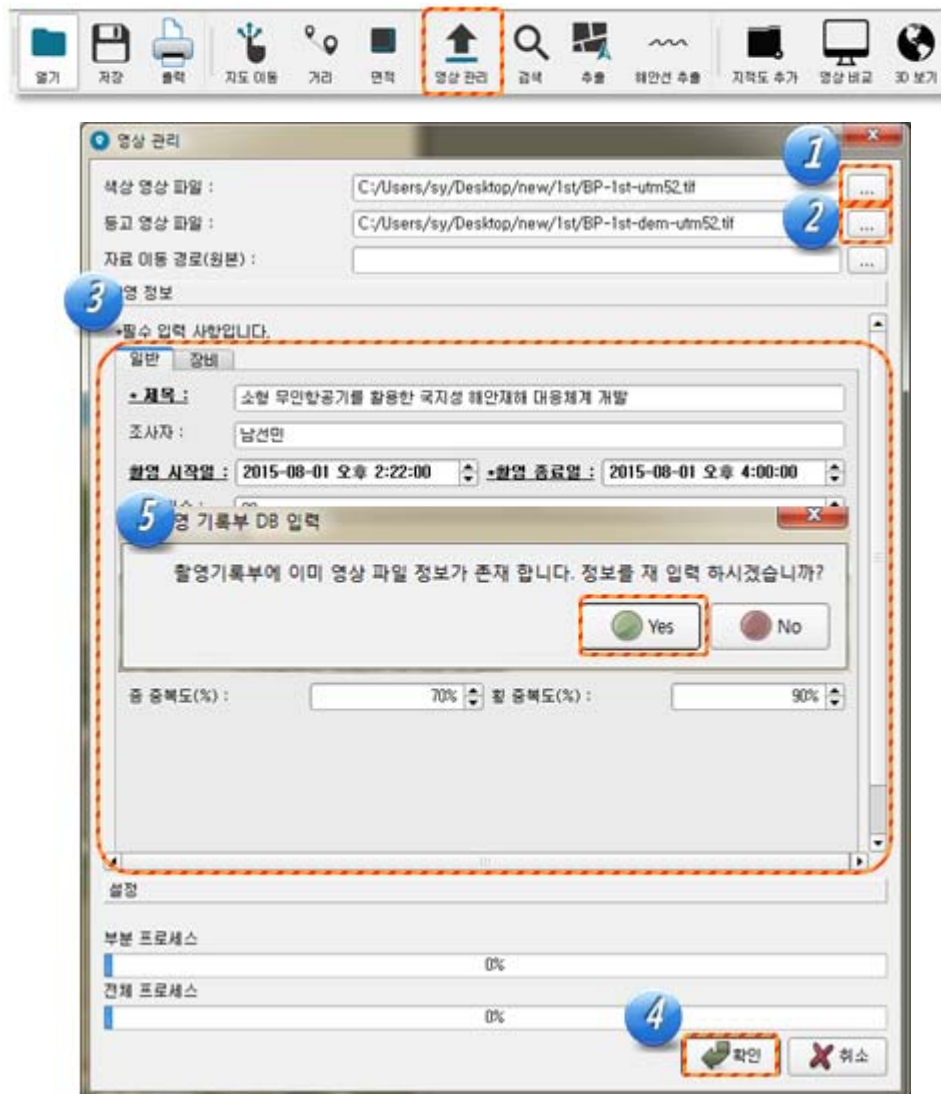 열기 저장 출력 지도 이동 거리 면적 영상 관리 검색 추출 해안선 추출 지적도 추가 영상 비교 3D 보기
영상 관리
1
색상 영상 파일 : C:/Users/sy/Desktop/new/1st/BP-1st-utm52.tif ...
등고 영상 파일 : C:/Users/sy/Desktop/new/1st/BP-1st-dem-utm52.tif 2 ...
자료 이동 경로(원본) : ...
3 영 정보
*필수 입력 사항입니다.
일반 장비
* 제목 : 소형 무인항공기를 활용한 국지성 해안재해 대응체계 개발
조사자 : 남선민
촬영 시작일 : 2015-08-01 오후 2:22:00 *촬영 종료일 : 2015-08-01 오후 4:00:00
5 영 기록부 DB 입력
촬영기록부에 이미 영상 파일 정보가 존재 합니다. 정보를 재 입력 하시겠습니까?
Yes No
종 중복도(%) : 70% 횡 중복도(%) : 90%
설정
부분 프로세스
0%
전체 프로세스
0%
4
확인 취소